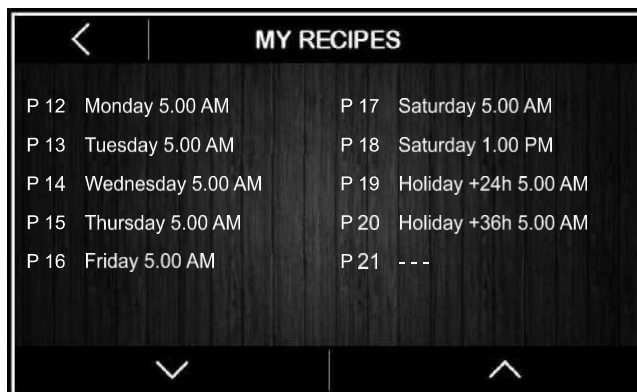 MY RECIPES
P 12 Monday 5.00 AM
P 13 Tuesday 5.00 AM
P 14 Wednesday 5.00 AM
P 15 Thursday 5.00 AM
P 16 Friday 5.00 AM
P 17 Saturday 5.00 AM
P 18 Saturday 1.00 PM
P 19 Holiday +24h 5.00 AM
P 20 Holiday +36h 5.00 AM
P 21 - - -